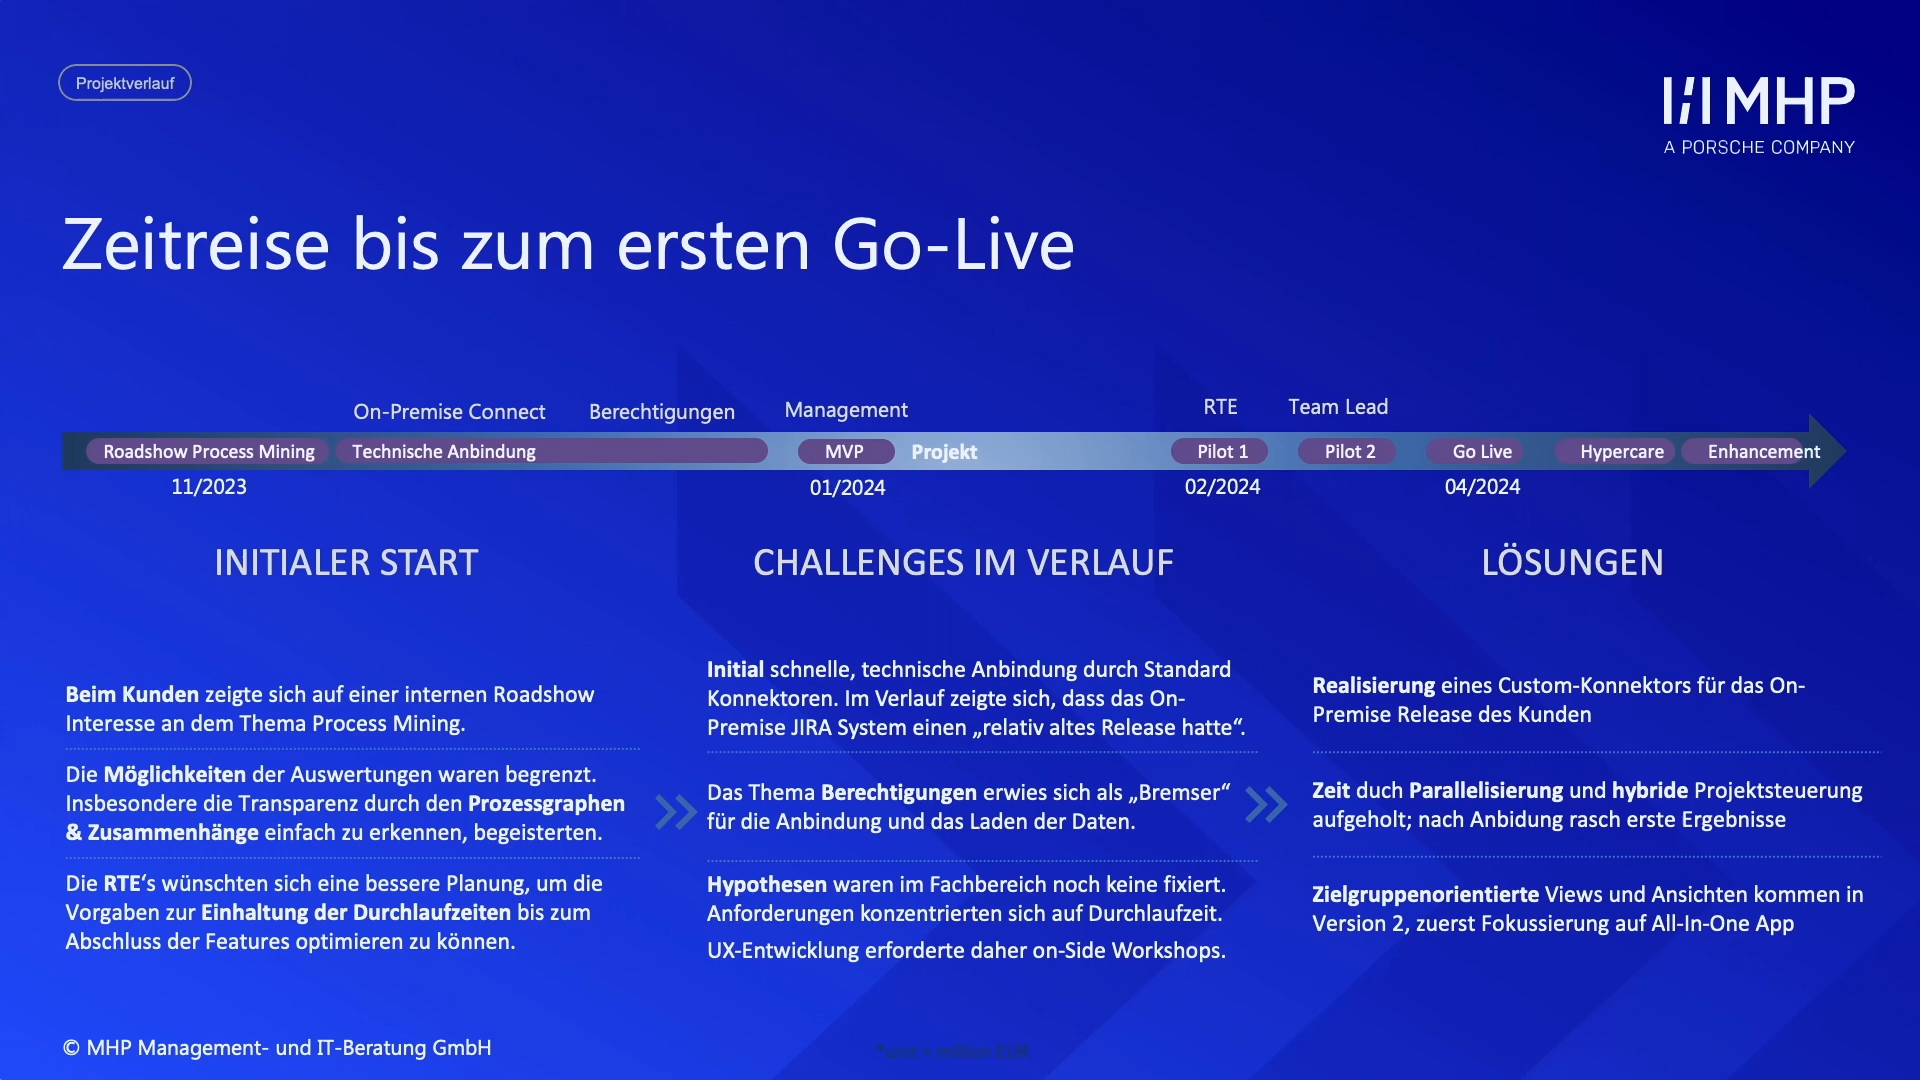 Projektverlauf
MHP
A PORSCHE COMPANY
Zeitreise bis zum ersten Go-Live
On-Premise Connect Berechtigungen Management RTE Team Lead
Roadshow Process Mining Technische Anbindung MVP Projekt Pilot 1 Pilot 2 Go Live Hypercare Enhancement
11/2023 01/2024 02/2024 04/2024
INITIALER START
Beim Kunden zeigte sich auf einer internen Roadshow
Interesse an dem Thema Process Mining.
Die Möglichkeiten der Auswertungen waren begrenzt.
Insbesondere die Transparenz durch den Prozessgraphen
& Zusammenhänge einfach zu erkennen, begeisterten.
Die RTE‘s wünschten sich eine bessere Planung, um die
Vorgaben zur Einhaltung der Durchlaufzeiten bis zum
Abschluss der Features optimieren zu können.
CHALLENGES IM VERLAUF
Initial schnelle, technische Anbindung durch Standard
Konnektoren. Im Verlauf zeigte sich, dass das On-
Premise JIRA System einen „relativ altes Release hatte“.
Das Thema Berechtigungen erwies sich als „Bremser“
für die Anbindung und das Laden der Daten.
Hypothesen waren im Fachbereich noch keine fixiert.
Anforderungen konzentrierten sich auf Durchlaufzeit.
UX-Entwicklung erforderte daher on-Side Workshops.
LÖSUNGEN
Realisierung eines Custom-Konnektors für das On-
Premise Release des Kunden
Zeit duch Parallelisierung und hybride Projektsteuerung
aufgeholt; nach Anbidung rasch erste Ergebnisse
Zielgruppenorientierte Views und Ansichten kommen in
Version 2, zuerst Fokussierung auf All-In-One App
© MHP Management- und IT-Beratung GmbH
*unit = million EUR